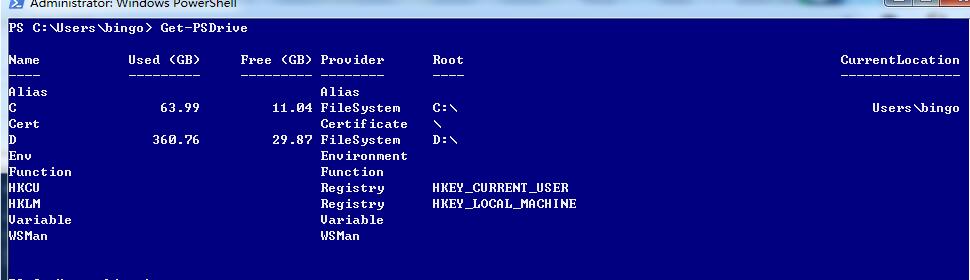 Administrator: Windows PowerShell
PS C:\Users\bingo> Get-PSDrive
Name Used (GB) Free (GB) Provider Root CurrentLocation
---- --------- --------- -------- ---- ---------------
Alias Alias
C 63.99 11.04 FileSystem C:\ Users\bingo
Cert Certificate \
D 360.76 29.87 FileSystem D:\
Env Environment
Function Function
HKCU Registry HKEY_CURRENT_USER
HKLM Registry HKEY_LOCAL_MACHINE
Variable Variable
WSMan WSMan